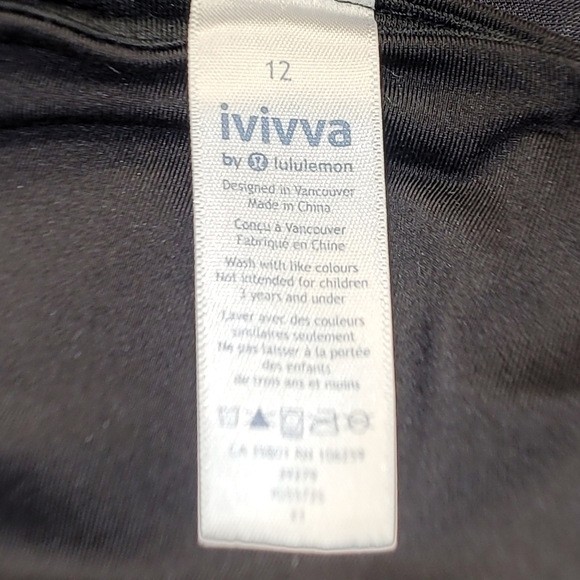 12
ivivva
by lululemon
Designed in Vancouver
Made in China
Conçu à Vancouver
Fabriqué en Chine
Wash with like colours
Not intended for children
3 years and under
Laver avec des couleurs
similaires seulement
Ne pas laisser à la portée
des enfants
de trois ans et moins
CA RN